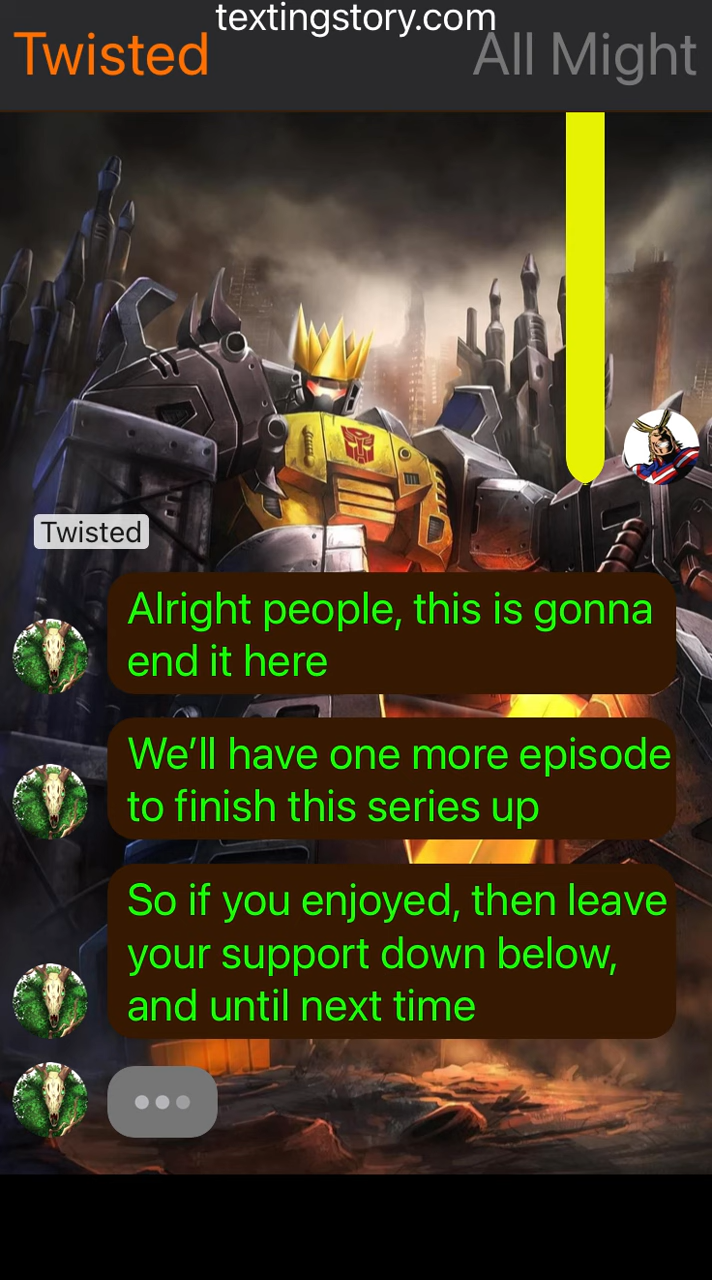 textingstory.com
Twisted
All Might
Twisted
Alright people, this is gonna
end it here
We’ll have one more episode
to finish this series up
So if you enjoyed, then leave
your support down below,
and until next time